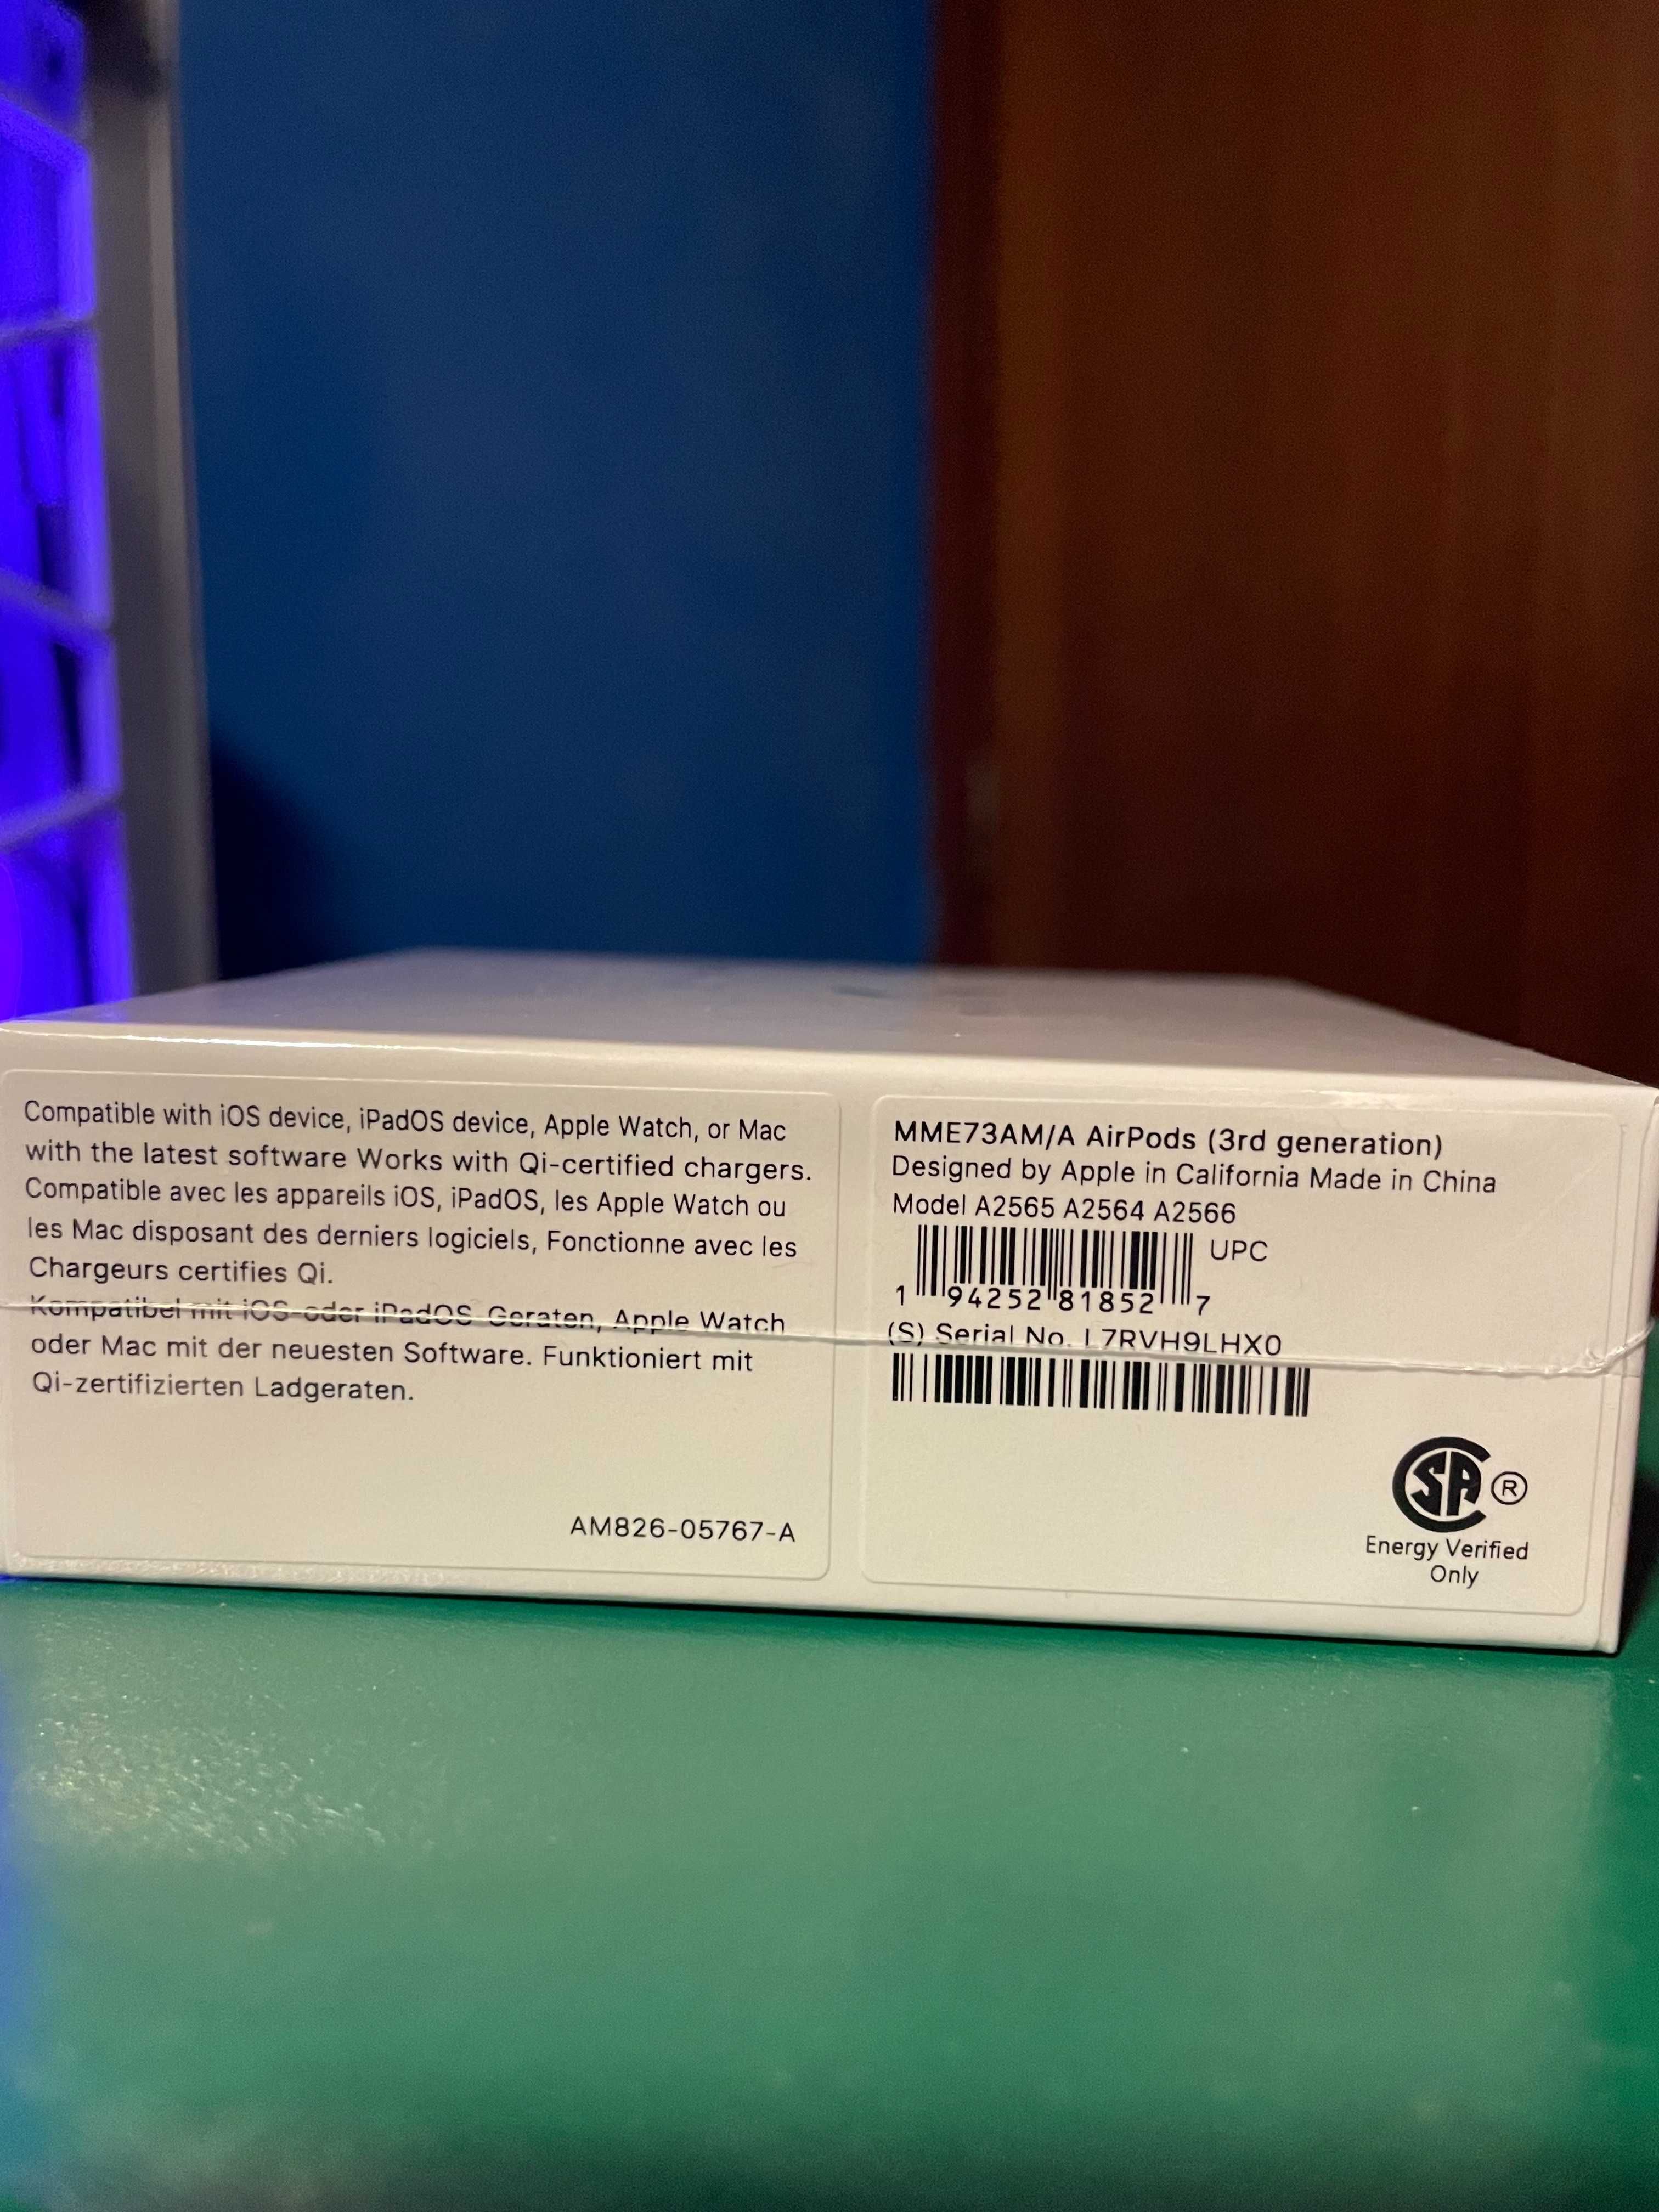 Compatible with iOS device, iPadOS device, Apple Watch, or Mac
with the latest software Works with Qi-certified chargers.
Compatible avec les appareils iOS, iPadOS, les Apple Watch ou
les Mac disposant des derniers logiciels, Fonctionne avec les
Chargeurs certifies Qi.
Kompatibel mit iOS-oder iPadOS-Geraten, Apple Watch
oder Mac mit der neuesten Software. Funktioniert mit
Qi-zertifizierten Ladgeraten.
AM826-05767-A
MME73AM/A AirPods (3rd generation)
Designed by Apple in California Made in China
Model A2565 A2564 A2566
UPC
1 94252 81852 7
(S) Serial No. L7RVH9LHX0
SA ®
Energy Verified
Only